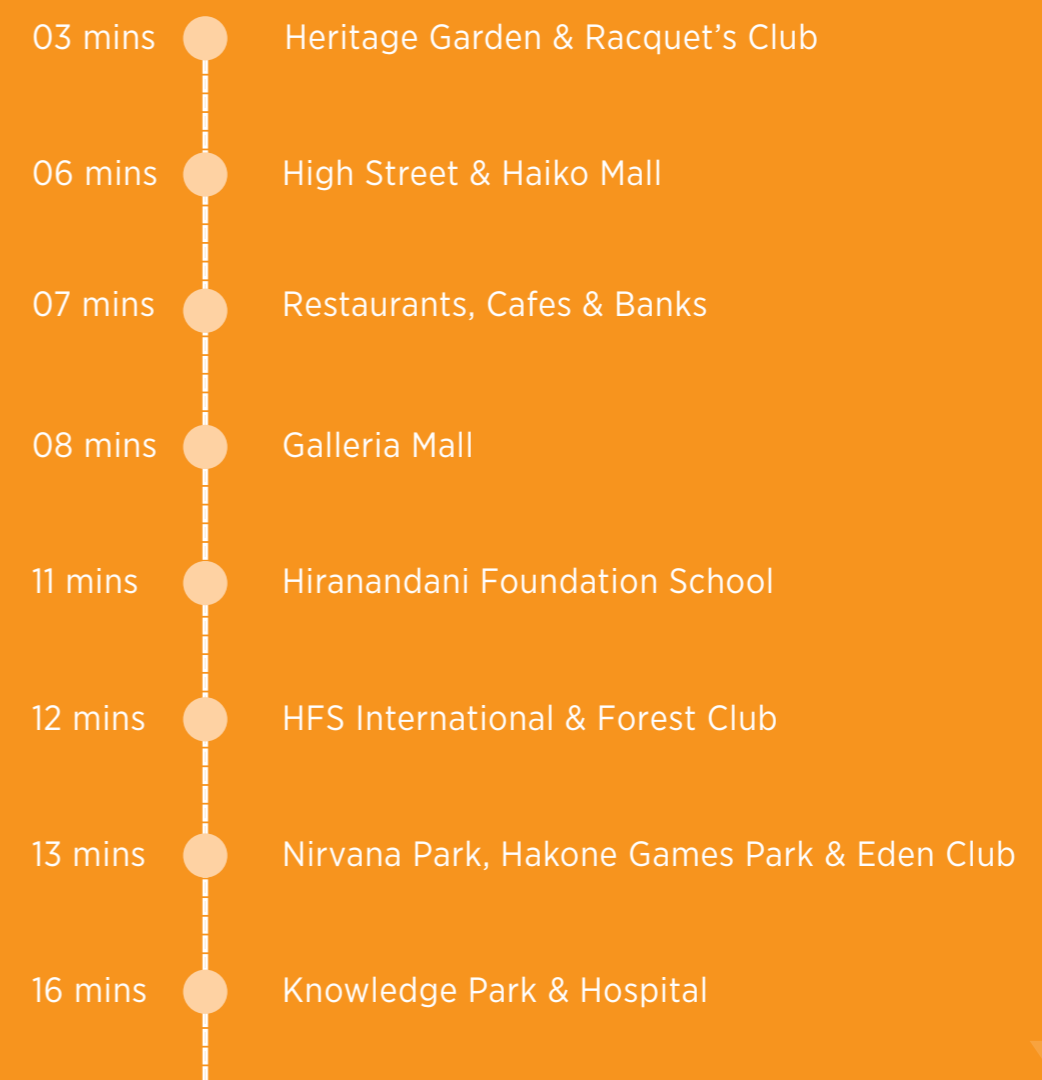 03 mins Heritage Garden & Racquet’s Club
06 mins High Street & Haiko Mall
07 mins Restaurants, Cafes & Banks
08 mins Galleria Mall
11 mins Hiranandani Foundation School
12 mins HFS International & Forest Club
13 mins Nirvana Park, Hakone Games Park & Eden Club
16 mins Knowledge Park & Hospital